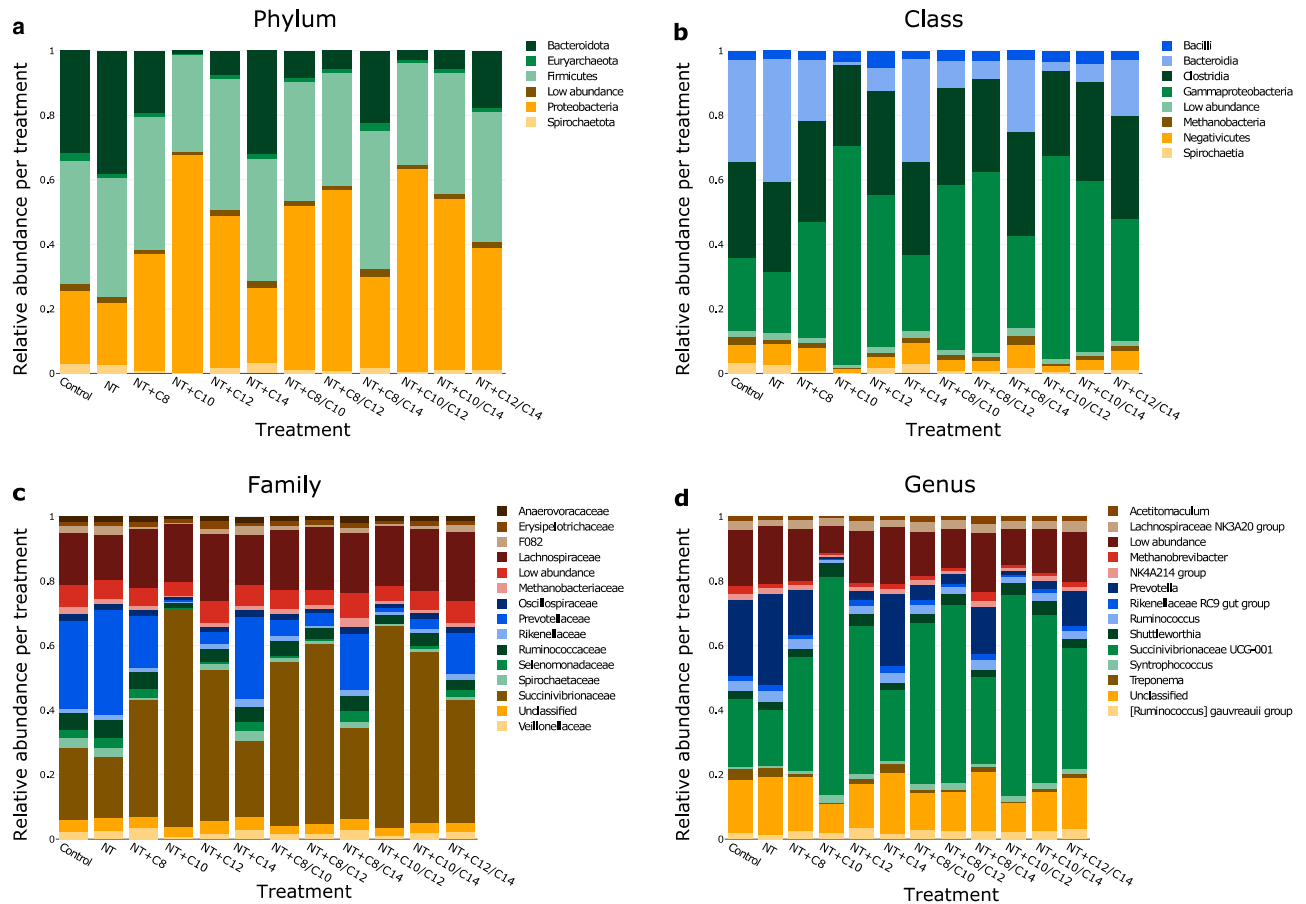 a
Phylum
Relative abundance per treatment
1
0.8
0.6
0.4
0.2
0
Control
NT
NT+C8
NT+C10
NT+C12
NT+C14
NT+C8/C10
NT+C8/C12
NT+C8/C14
NT+C10/C12
NT+C10/C14
NT+C12/C14
Treatment
Bacteroidota
Euryarchaeota
Firmicutes
Low abundance
Proteobacteria
Spirochaetota
b
Class
Relative abundance per treatment
1
0.8
0.6
0.4
0.2
0
Control
NT
NT+C8
NT+C10
NT+C12
NT+C14
NT+C8/C10
NT+C8/C12
NT+C8/C14
NT+C10/C12
NT+C10/C14
NT+C12/C14
Treatment
Bacilli
Bacteroidia
Clostridia
Gammaproteobacteria
Low abundance
Methanobacteria
Negativicutes
Spirochaetia
c
Family
Relative abundance per treatment
1
0.8
0.6
0.4
0.2
0
Control
NT
NT+C8
NT+C10
NT+C12
NT+C14
NT+C8/C10
NT+C8/C12
NT+C8/C14
NT+C10/C12
NT+C10/C14
NT+C12/C14
Treatment
Anaerovoracaceae
Erysipelotrichaceae
F082
Lachnospiraceae
Low abundance
Methanobacteriaceae
Oscillospiraceae
Prevotellaceae
Rikenellaceae
Ruminococcaceae
Selenomonadaceae
Spirochaetaceae
Succinivibrionaceae
Unclassified
Veillonellaceae
d
Genus
Relative abundance per treatment
1
0.8
0.6
0.4
0.2
0
Control
NT
NT+C8
NT+C10
NT+C12
NT+C14
NT+C8/C10
NT+C8/C12
NT+C8/C14
NT+C10/C12
NT+C10/C14
NT+C12/C14
Treatment
Acetitomaculum
Lachnospiraceae NK3A20 group
Low abundance
Methanobrevibacter
NK4A214 group
Prevotella
Rikenellaceae RC9 gut group
Ruminococcus
Shuttleworthia
Succinivibrionaceae UCG-001
Syntrophococcus
Treponema
Unclassified
[Ruminococcus] gauvreauii group